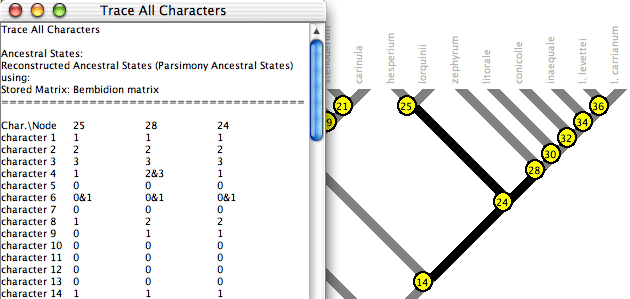 Trace All Characters
Trace All Characters
Ancestral States:
Reconstructed Ancestral States (Parsimony Ancestral States)
using:
Stored Matrix: Bembidion matrix
==========================================
Char.\Node 25 28 24
character 1 1 1 1
character 2 2 2 2
character 3 3 3 3
character 4 1 2&3 1
character 5 0 0 0
character 6 0&1 0&1 0&1
character 7 0 0 0
character 8 1 2 2
character 9 0 1 1
character 10 0 0 0
character 11 0 0 0
character 12 0 0 0
character 13 0 0 0
character 14 1 1 1
carinula
hesperium
lorquinii
zephyrum
litorale
conicolle
inaequale
l. levettei
l. carrianum
21
9
25
36
34
32
30
28
24
14